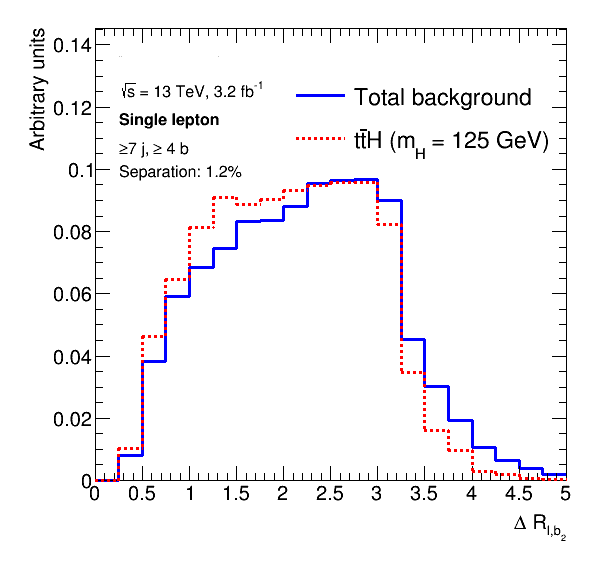 Arbitrary units
0.14
0.12
0.1
0.08
0.06
0.04
0.02
0
√s = 13 TeV, 3.2 fb⁻¹
Single lepton
≥7 j, ≥ 4 b
Separation: 1.2%
Total background
tt̄H (m_H = 125 GeV)
0 0.5 1 1.5 2 2.5 3 3.5 4 4.5 5
Δ R_l,b₂